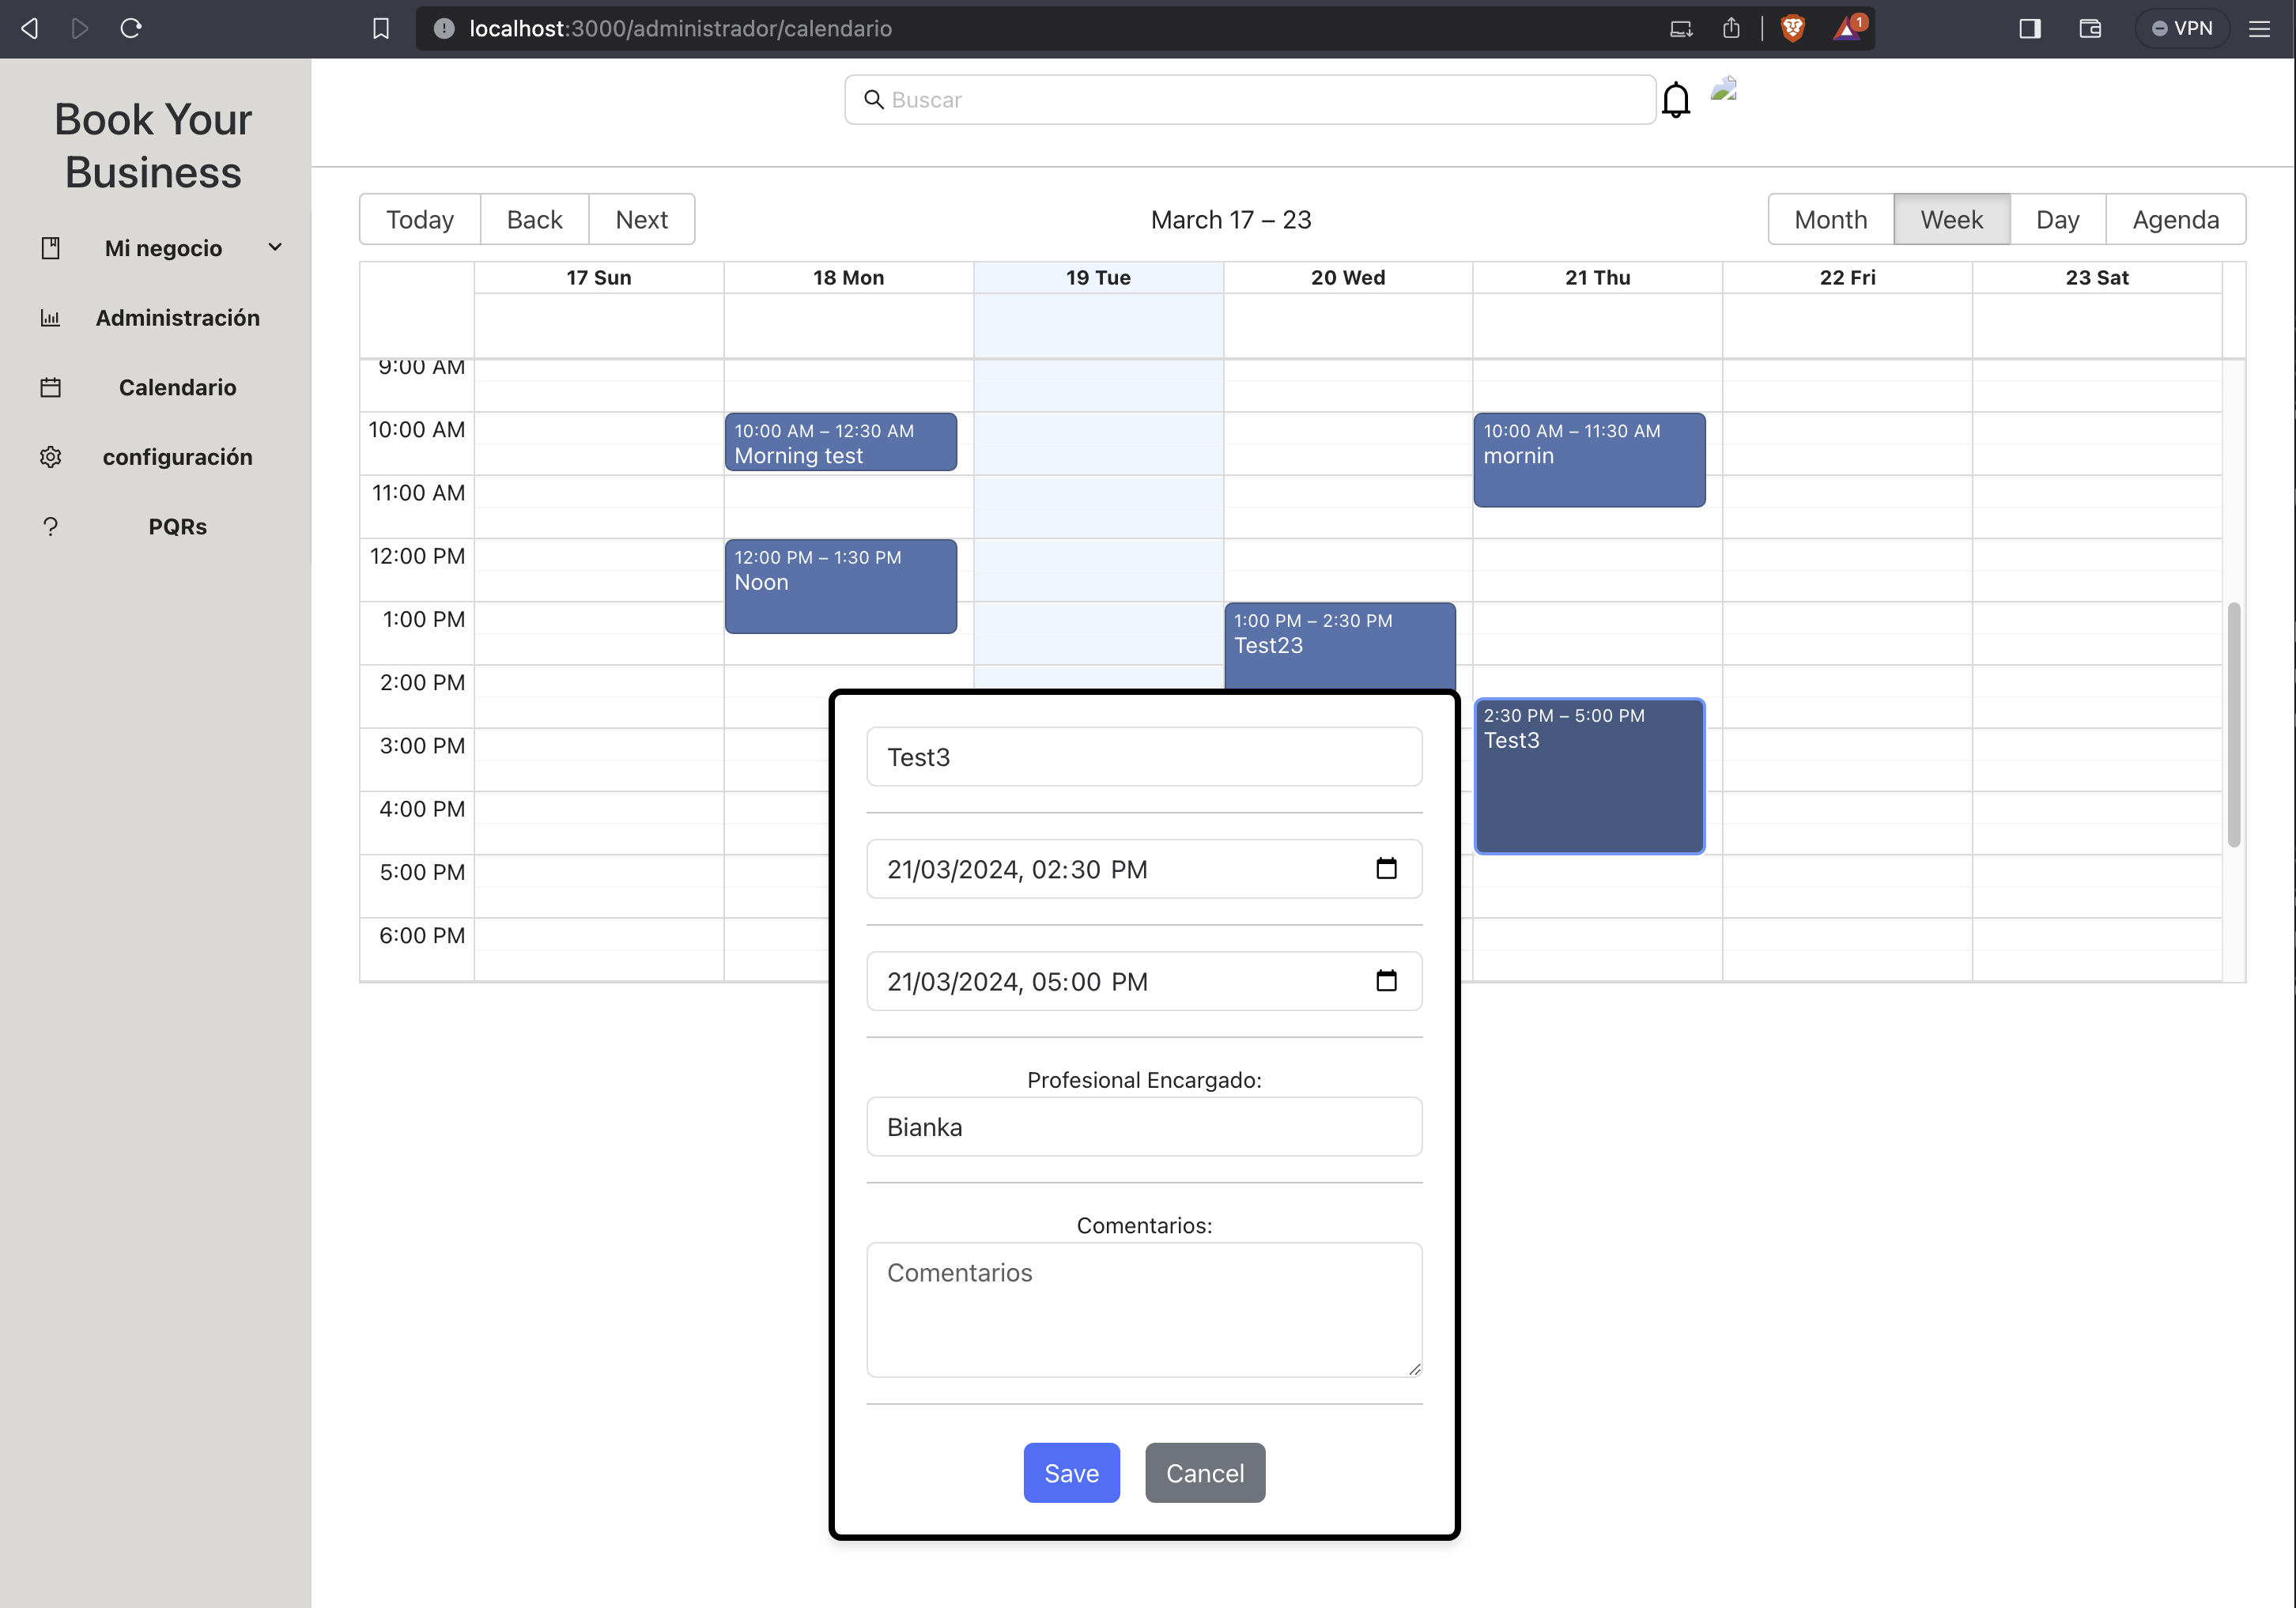 localhost:3000/administrador/calendario
1
VPN
Book Your
Business
Mi negocio
Administración
Calendario
configuración
PQRs
Buscar
Today Back Next
March 17 – 23
Month Week Day Agenda
17 Sun 18 Mon 19 Tue 20 Wed 21 Thu 22 Fri 23 Sat
9:00 AM
10:00 AM
11:00 AM
12:00 PM
1:00 PM
2:00 PM
3:00 PM
4:00 PM
5:00 PM
6:00 PM
10:00 AM – 12:30 AM
Morning test
12:00 PM – 1:30 PM
Noon
1:00 PM – 2:30 PM
Test23
10:00 AM – 11:30 AM
mornin
2:30 PM – 5:00 PM
Test3
Test3
21/03/2024, 02:30 PM
21/03/2024, 05:00 PM
Profesional Encargado:
Bianka
Comentarios:
Comentarios
Save Cancel